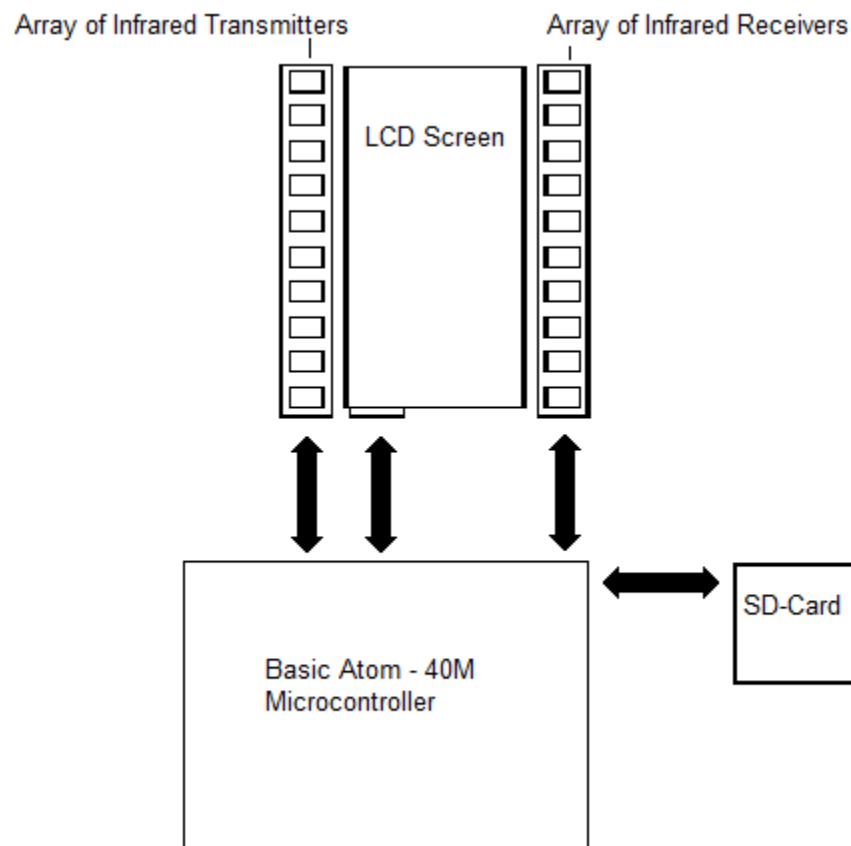 Array of Infrared Transmitters
Array of Infrared Receivers
LCD Screen
SD-Card
Basic Atom - 40M
Microcontroller